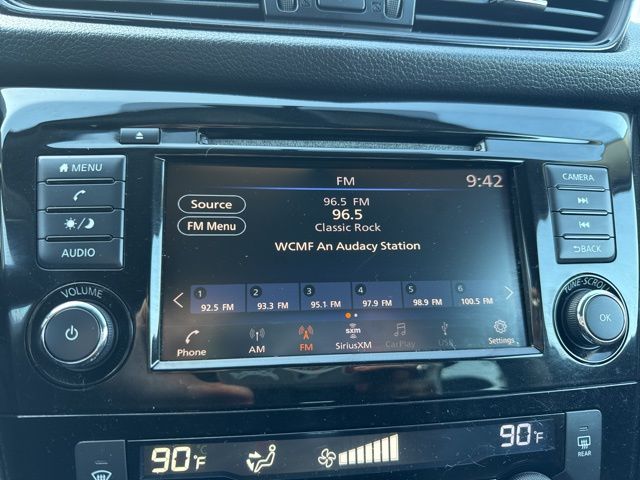 MENU
AUDIO
VOLUME
FM
9:42
Source
FM Menu
96.5 FM
96.5
Classic Rock
WCMF An Audacy Station
1 2 3 4 5 6
92.5 FM 93.3 FM 95.1 FM 97.9 FM 98.9 FM 100.5 FM
sxm
Phone AM FM SiriusXM CarPlay USB Settings
CAMERA
BACK
TUNE·SCROLL
OK
90°F
90°F
REAR